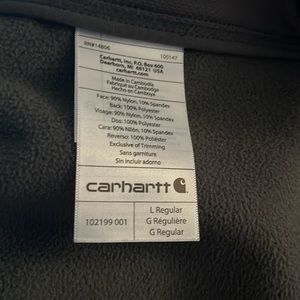 RN#14806 100147
Carhartt, Inc. P.O. Box 600
Dearborn, MI 48121 USA
carhartt.com
Made in Cambodia
Fabriqué au Cambodge
Hecho en Camboya
Face: 90% Nylon, 10% Spandex
Back: 100% Polyester
Visage: 90% Nylon, 10% Spandex
Dos: 100% Polyester
Cara: 90% Nilón, 10% Spandex
Reverso: 100% Poliéster
Exclusive of Trimming
Sans garniture
Sin incluir adorno
carhartt
102199 001
L Regular
G Régulière
G Regular